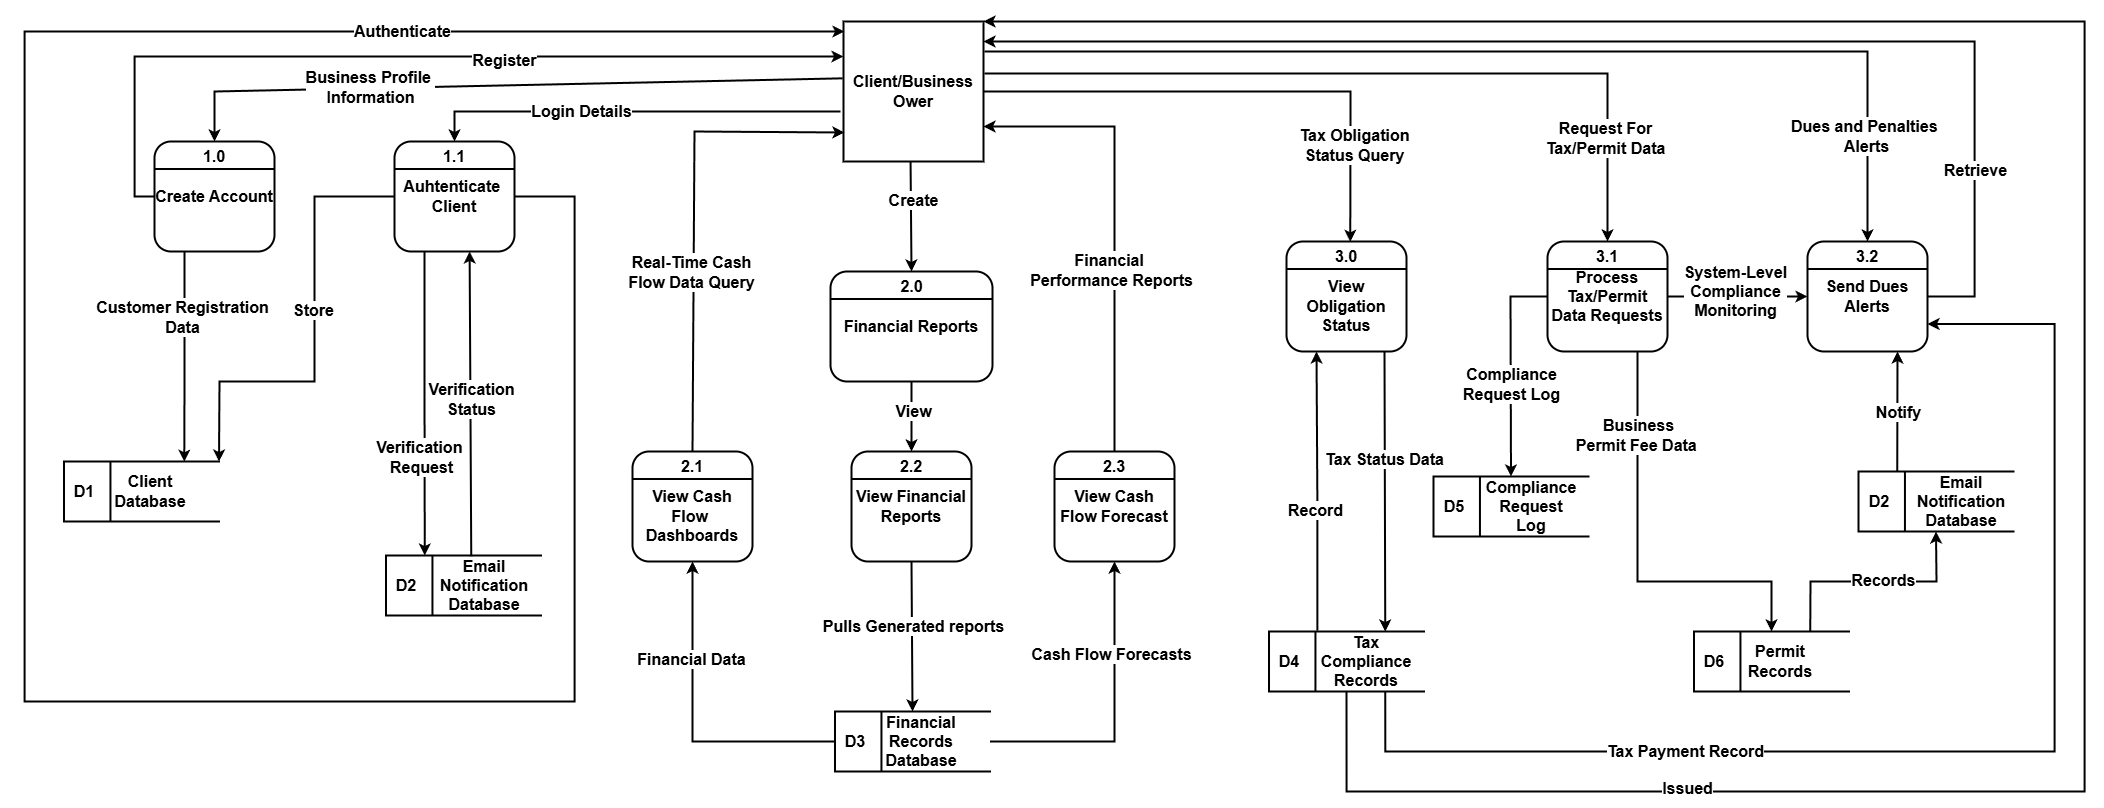 Authenticate
Register
Business Profile
Information
Login Details
Client/Business
Ower
1.0
Create Account
1.1
Auhtenticate
Client
Customer Registration
Data
Store
Verification
Status
Verification
Request
D1
Client
Database
D2
Email
Notification
Database
Create
Real-Time Cash
Flow Data Query
Financial
Performance Reports
2.0
Financial Reports
View
2.1
View Cash
Flow
Dashboards
2.2
View Financial
Reports
2.3
View Cash
Flow Forecast
Pulls Generated reports
Financial Data
Cash Flow Forecasts
D3
Financial
Records
Database
Tax Obligation
Status Query
Request For
Tax/Permit Data
Dues and Penalties
Alerts
Retrieve
3.0
View
Obligation
Status
3.1
Process
Tax/Permit
Data Requests
System-Level
Compliance
Monitoring
3.2
Send Dues
Alerts
Compliance
Request Log
Business
Permit Fee Data
Notify
Tax Status Data
Record
D5
Compliance
Request
Log
D2
Email
Notification
Database
Records
D4
Tax
Compliance
Records
D6
Permit
Records
Tax Payment Record
Issued